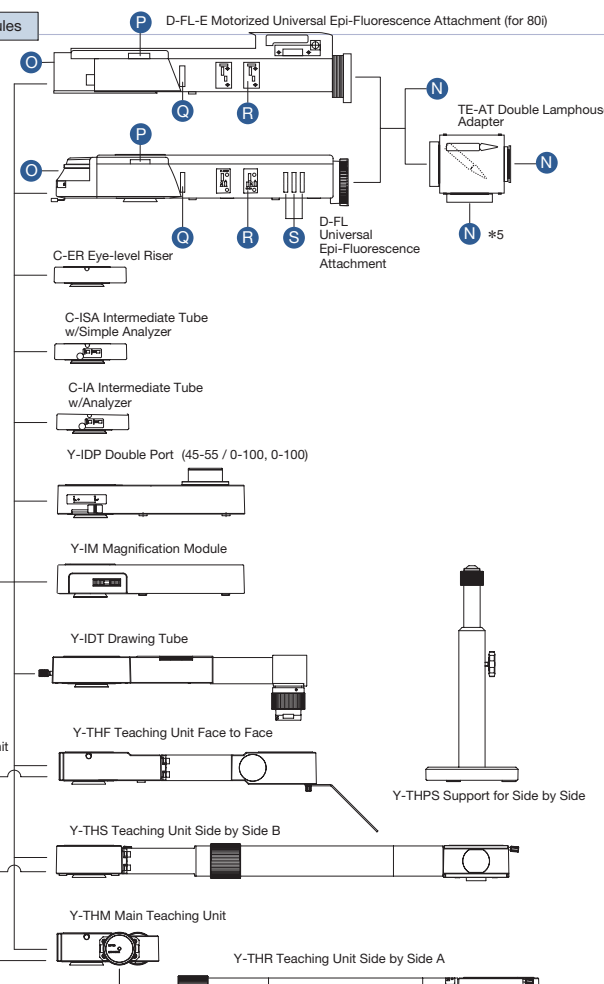 ules
D-FL-E Motorized Universal Epi-Fluorescence Attachment (for 80i)
P
O
N
Q
R
TE-AT Double Lamphouse
Adapter
P
O
N
N *5
Q
R
S
D-FL
Universal
Epi-Fluorescence
Attachment
C-ER Eye-level Riser
C-ISA Intermediate Tube
w/Simple Analyzer
C-IA Intermediate Tube
w/Analyzer
Y-IDP Double Port (45-55 / 0-100, 0-100)
Y-IM Magnification Module
Y-IDT Drawing Tube
Y-THF Teaching Unit Face to Face
nit
Y-THPS Support for Side by Side
Y-THS Teaching Unit Side by Side B
Y-THM Main Teaching Unit
Y-THR Teaching Unit Side by Side A